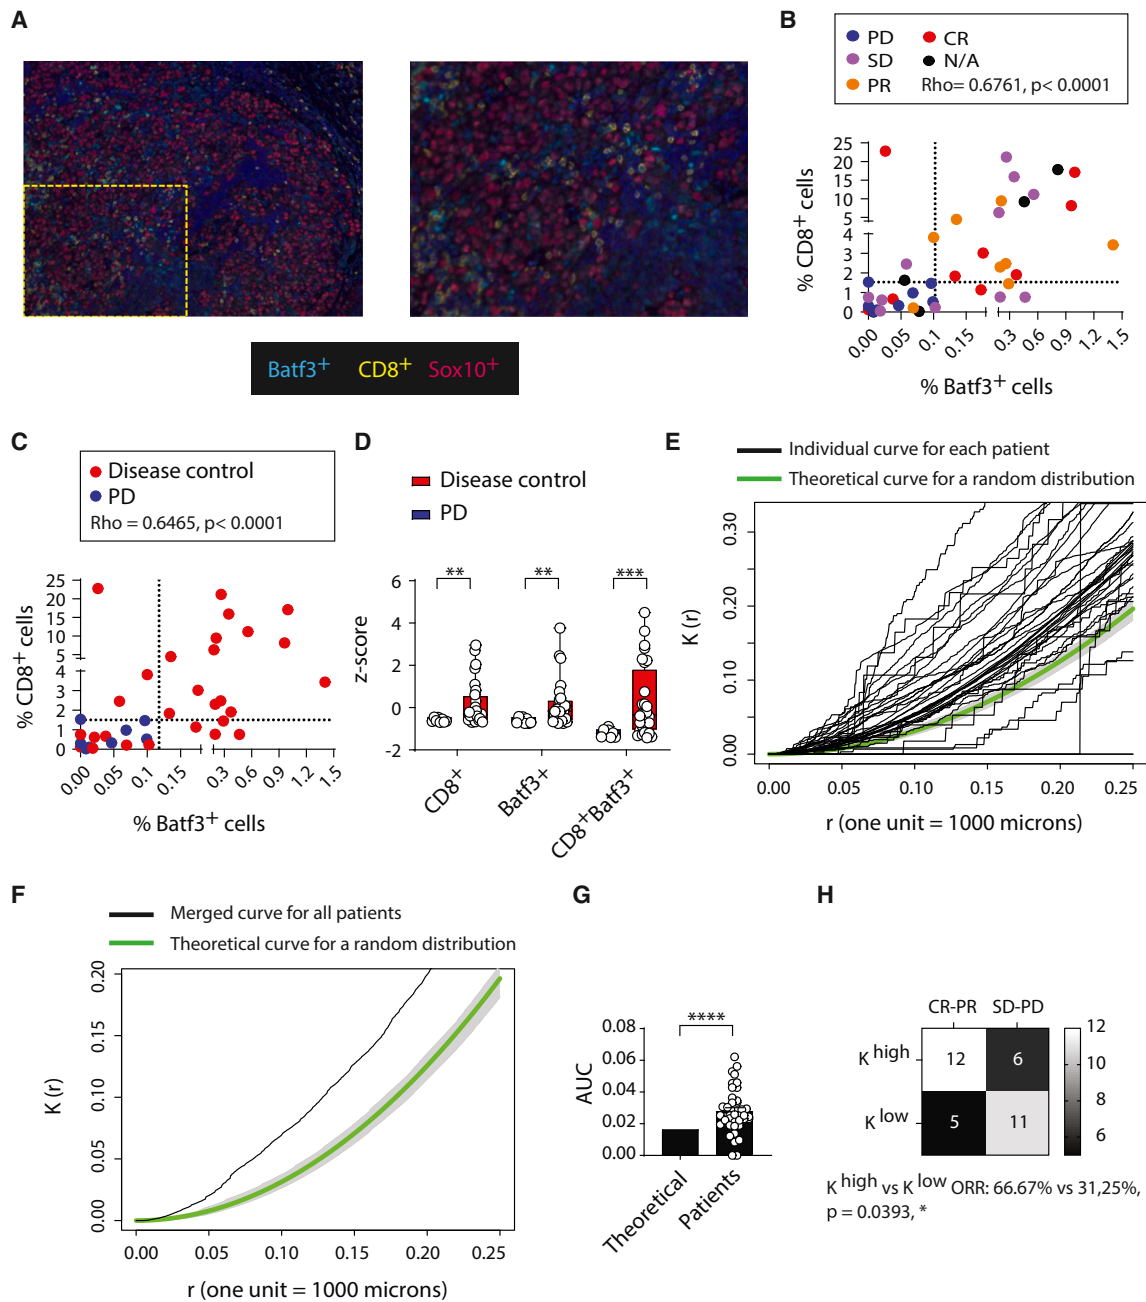 A
Batf3+ CD8+ Sox10+
B
PD CR
SD N/A
PR Rho= 0.6761, p< 0.0001
% CD8+ cells
25
20
15
10
5
4
3
2
1
0
0.00 0.05 0.1 0.15 0.3 0.6 0.9 1.2 1.5
% Batf3+ cells
C
Disease control
PD
Rho = 0.6465, p< 0.0001
% CD8+ cells
25
20
15
10
5
4
3
2
1
0
0.00 0.05 0.1 0.15 0.3 0.6 0.9 1.2 1.5
% Batf3+ cells
D
Disease control
PD
z-score
6
4
2
0
-2
** ** ***
CD8+ Batf3+ CD8+Batf3+
E
Individual curve for each patient
Theoretical curve for a random distribution
K (r)
0.30
0.20
0.10
0.00
0.00 0.05 0.10 0.15 0.20 0.25
r (one unit = 1000 microns)
F
Merged curve for all patients
Theoretical curve for a random distribution
K (r)
0.20
0.15
0.10
0.05
0.00
0.00 0.05 0.10 0.15 0.20 0.25
r (one unit = 1000 microns)
G
****
AUC
0.08
0.06
0.04
0.02
0.00
Theoretical Patients
H
CR-PR SD-PD
K high 12 6
K low 5 11
12
10
8
6
K high vs K low ORR: 66.67% vs 31,25%,
p = 0.0393, *